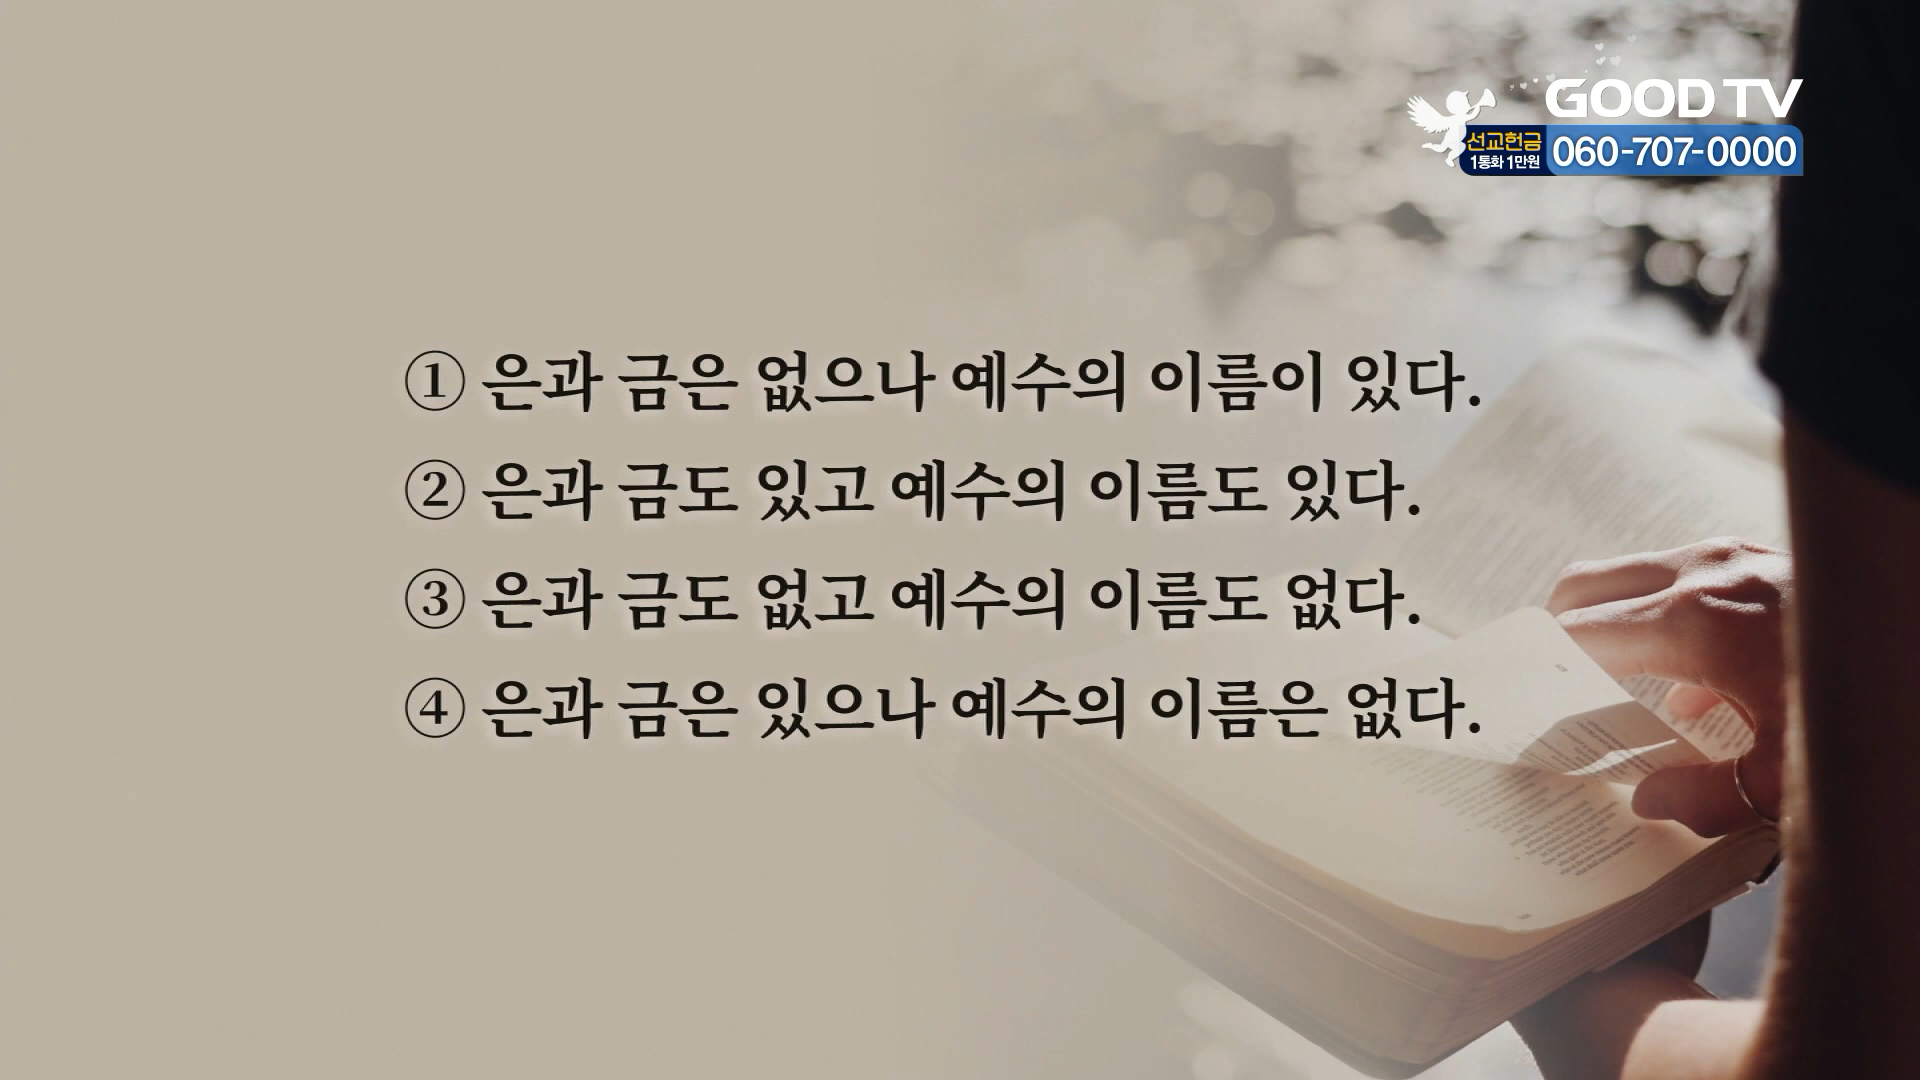 GOOD TV
선교헌금
1통화 1만원
060-707-0000
① 은과 금은 없으나 예수의 이름이 있다.
② 은과 금도 있고 예수의 이름도 있다.
③ 은과 금도 없고 예수의 이름도 없다.
④ 은과 금은 있으나 예수의 이름은 없다.